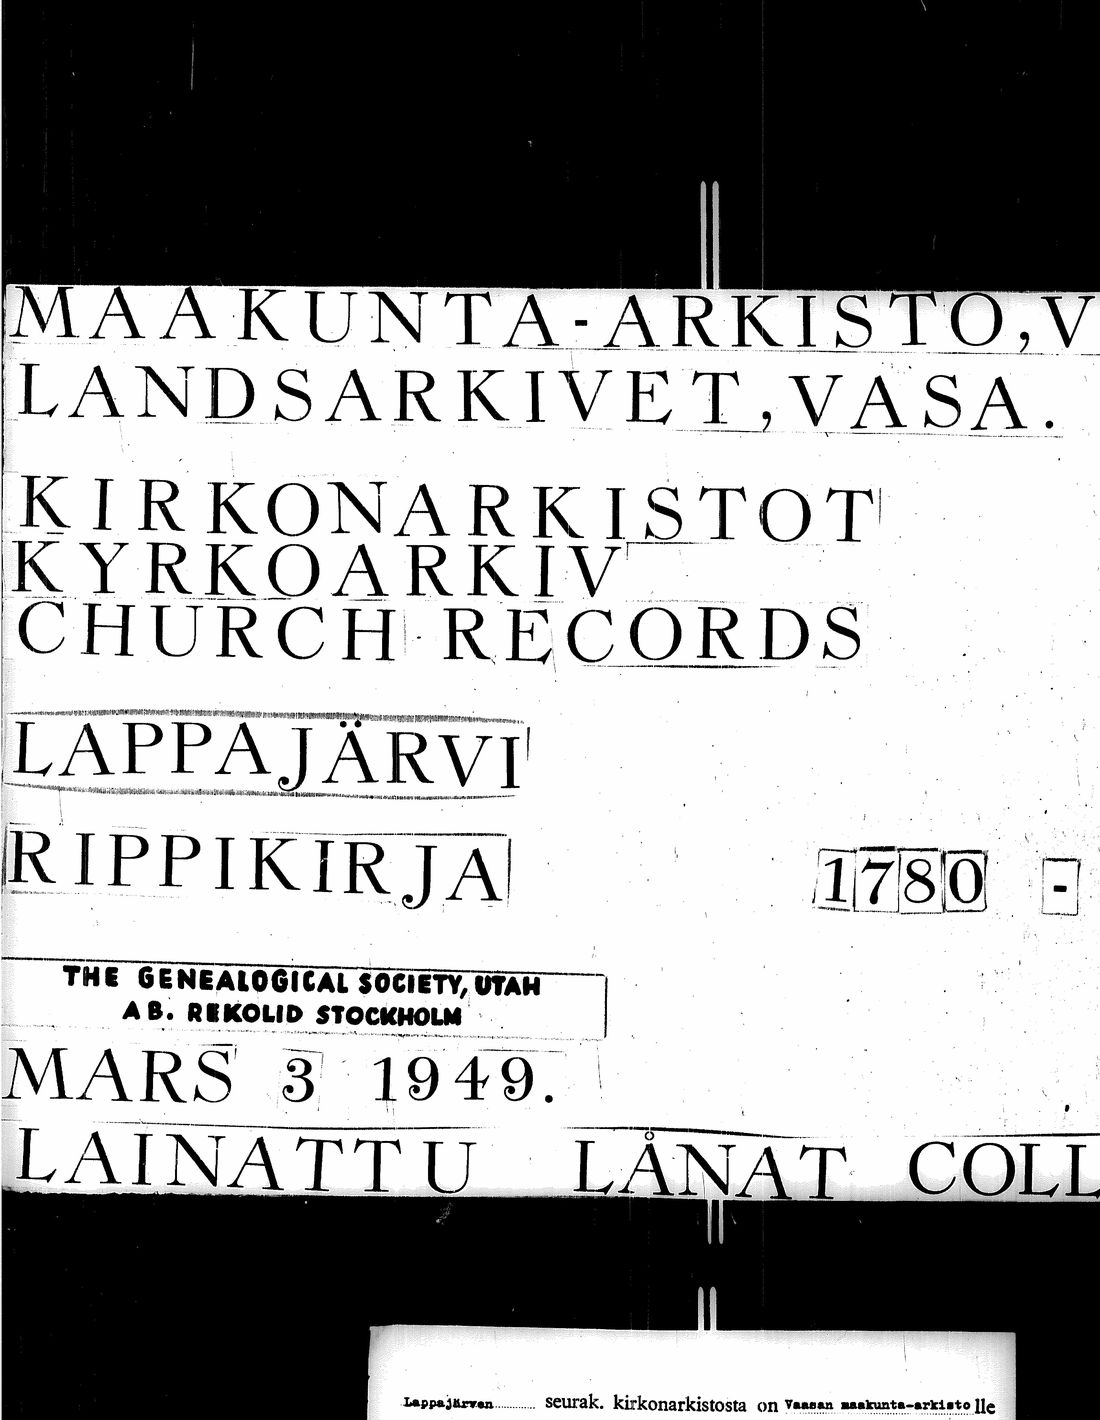 MAAKUNTA-ARKISTO, V
LANDSARKIVET, VASA.
KIRKONARKISTOT
KYRKOARKIV
CHURCH RECORDS
LAPPAJÄRVI
RIPPIKIRJA 1780 -
THE GENEALOGICAL SOCIETY, UTAH
AB. REKOLID STOCKHOLM
MARS 3 1949.
LAINATTU LÅNAT COLL
Lappajärven seurak. kirkonarkistosta on Vaasan maakunta-arkisto lle